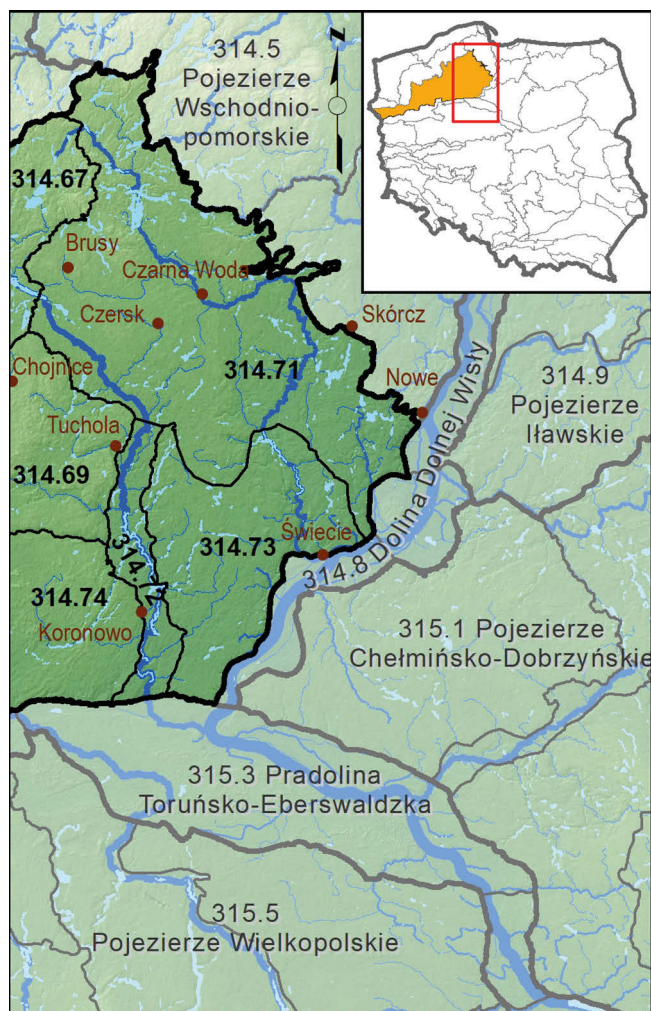 314.5
Pojezierze
Wschodnio-
pomorskie
314.67
Brusy
Czarna Woda
Czersk
Skórcz
Chojnice
314.71
Nowe
314.9
Pojezierze
Iławskie
Tuchola
314.69
314.8 Dolina Dolnej Wisły
Świecie
314.73
314.72
314.74
Koronowo
315.1 Pojezierze
Chełmińsko-Dobrzyńskie
315.3 Pradolina
Toruńsko-Eberswaldzka
315.5
Pojezierze Wielkopolskie